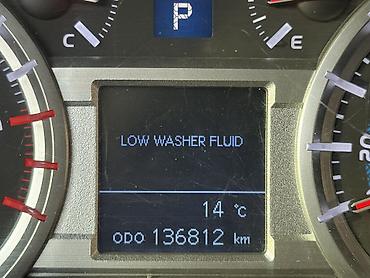 C
P
E
LOW WASHER FLUID
14 °C
ODO 136812 km